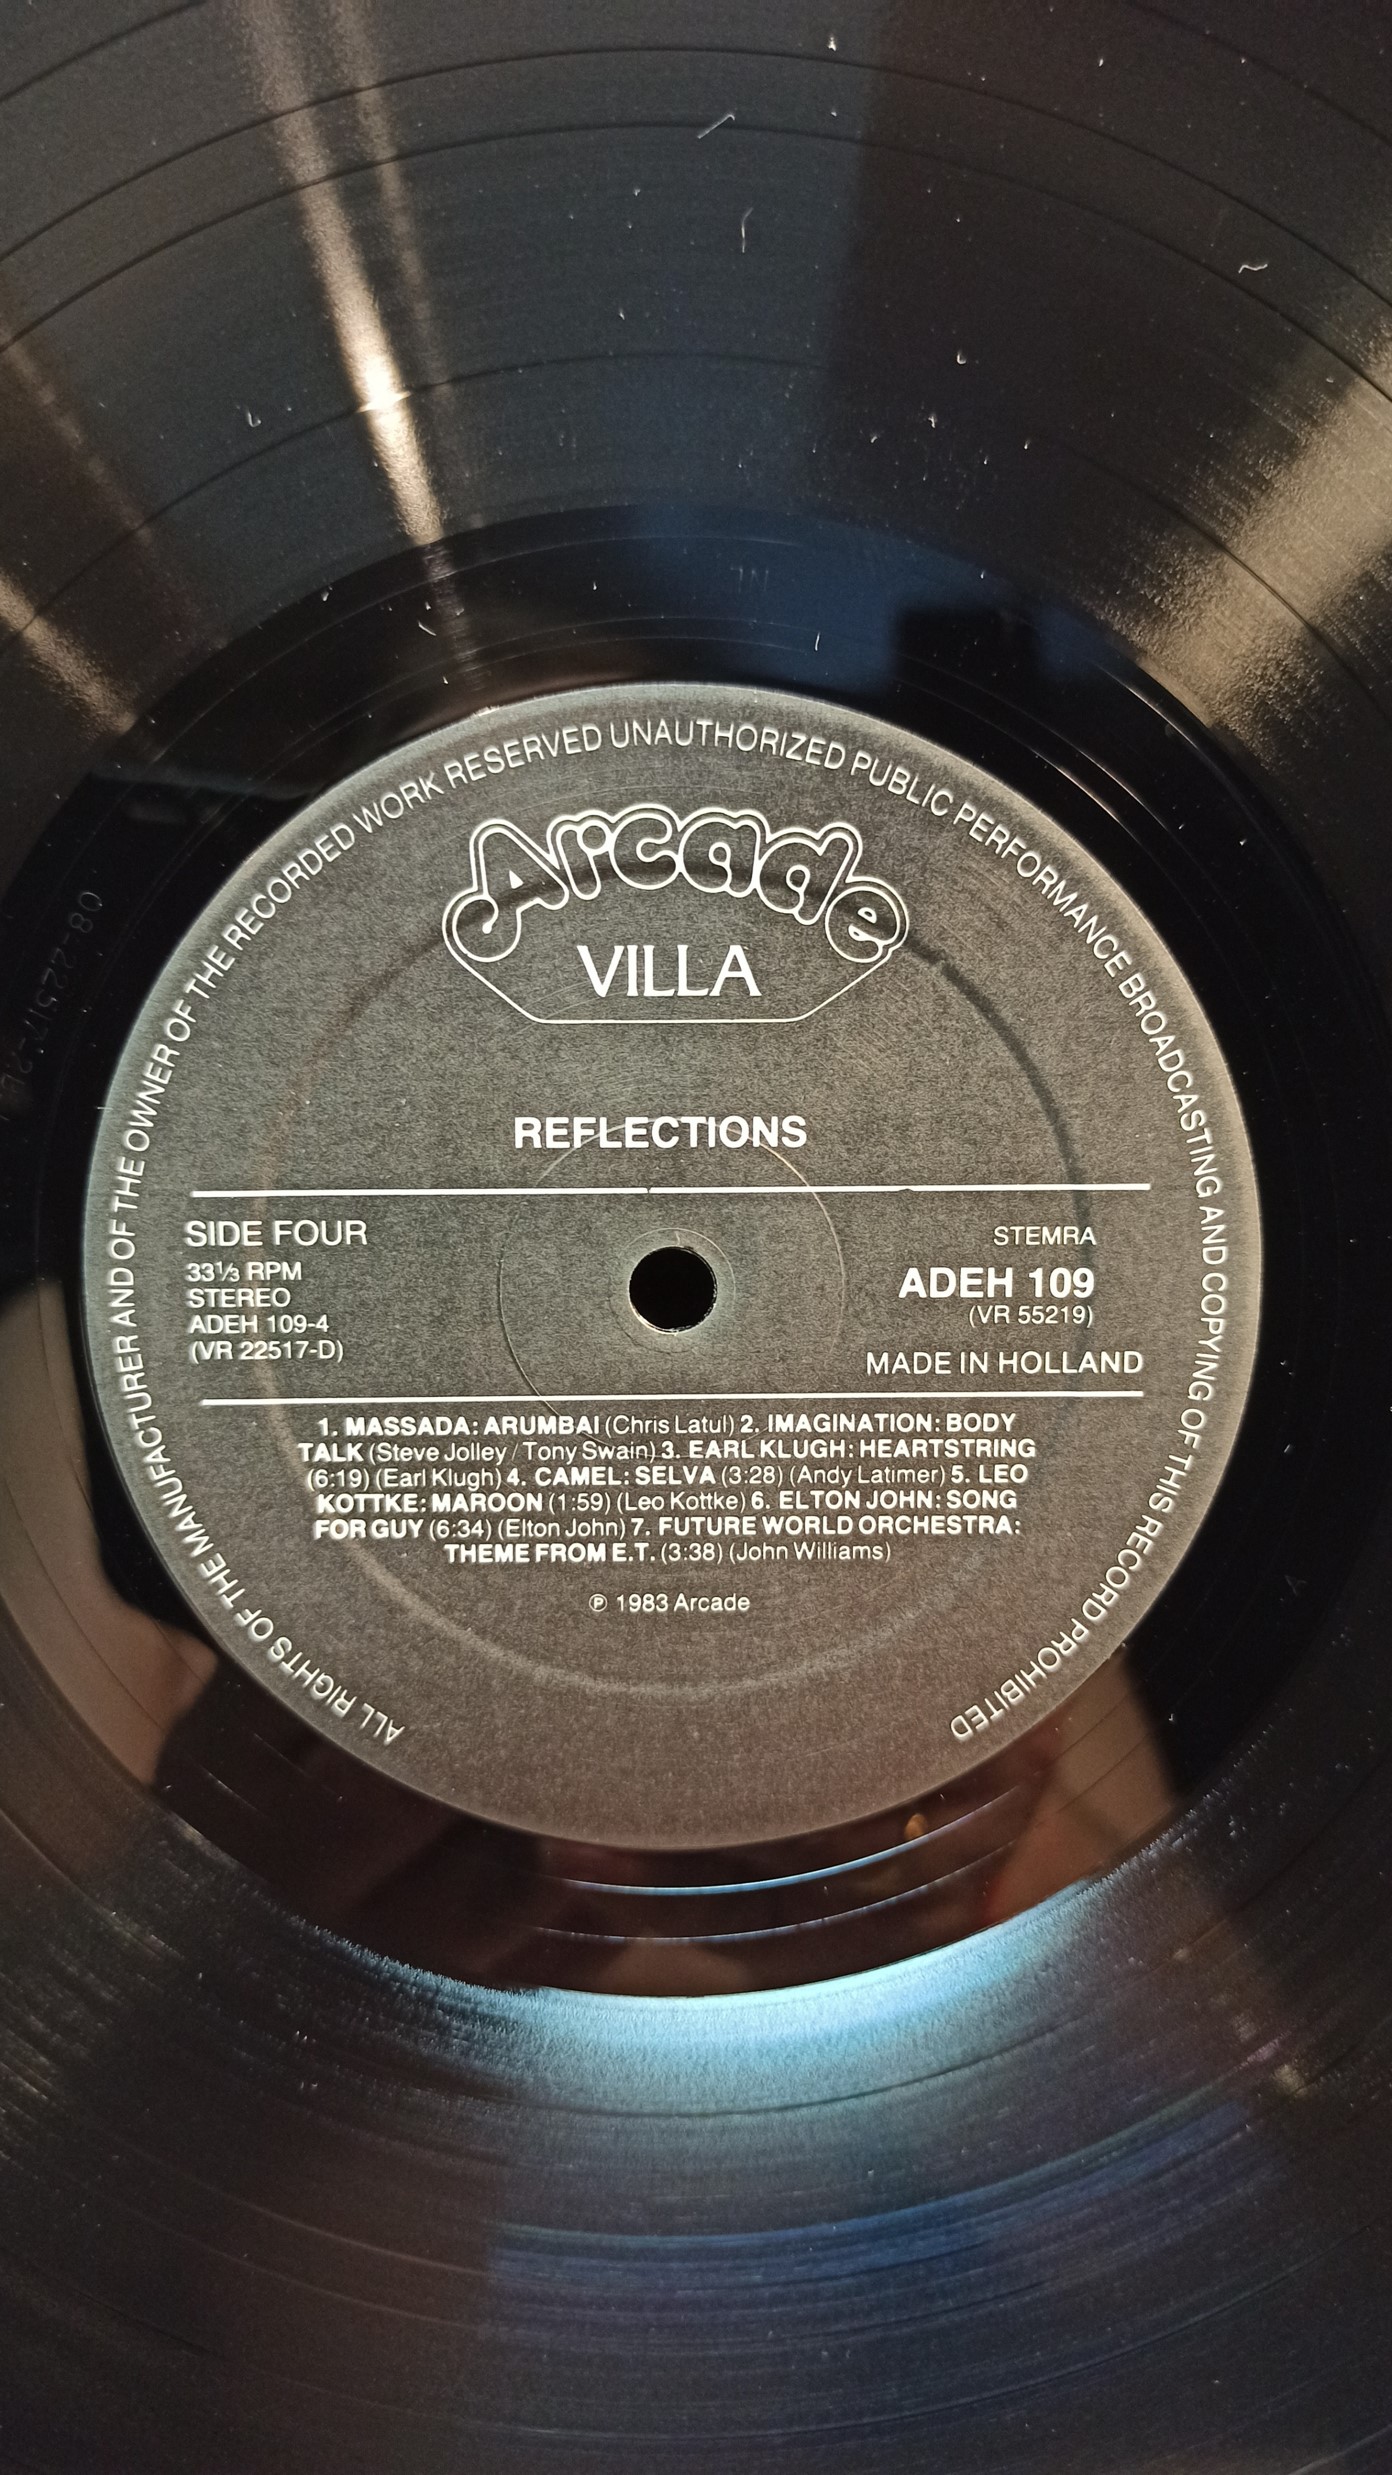 ALL RIGHTS OF THE MANUFACTURER AND OF THE OWNER OF THE RECORDED WORK RESERVED UNAUTHORIZED PUBLIC PERFORMANCE BROADCASTING AND COPYING OF THIS RECORD PROHIBITED
Arcade
VILLA
REFLECTIONS
SIDE FOUR
33⅓ RPM
STEREO
ADEH 109-4
(VR 22517-D)
STEMRA
ADEH 109
(VR 55219)
MADE IN HOLLAND
1. MASSADA: ARUMBAI (Chris Latul) 2. IMAGINATION: BODY
TALK (Steve Jolley / Tony Swain) 3. EARL KLUGH: HEARTSTRING
(6:19) (Earl Klugh) 4. CAMEL: SELVA (3:28) (Andy Latimer) 5. LEO
KOTTKE: MAROON (1:59) (Leo Kottke) 6. ELTON JOHN: SONG
FOR GUY (6:34) (Elton John) 7. FUTURE WORLD ORCHESTRA:
THEME FROM E.T. (3:38) (John Williams)
℗ 1983 Arcade